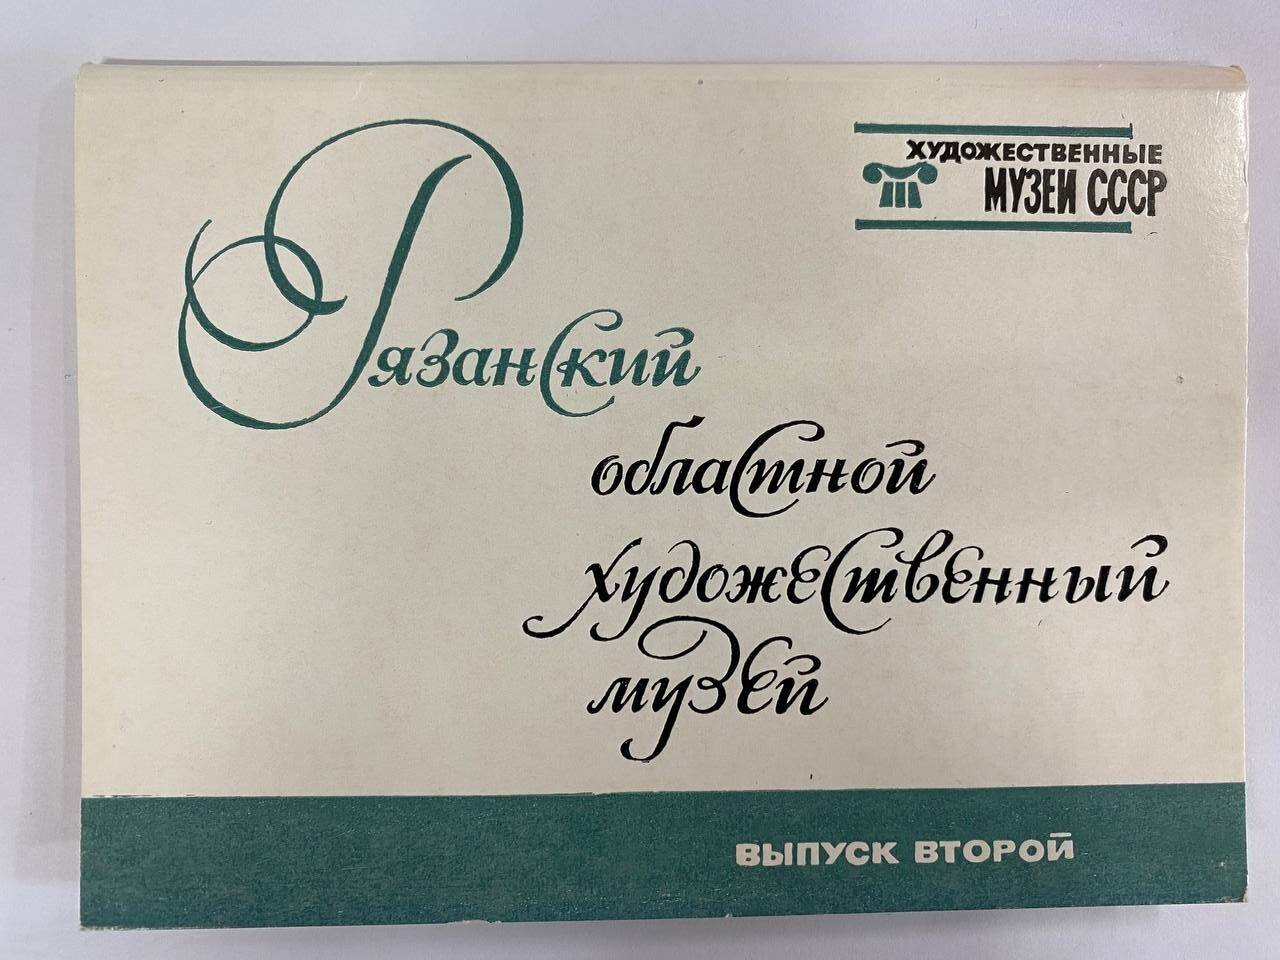 ХУДОЖЕСТВЕННЫЕ
МУЗЕИ СССР
Рязанский
областной
художественный
музей
ВЫПУСК ВТОРОЙ